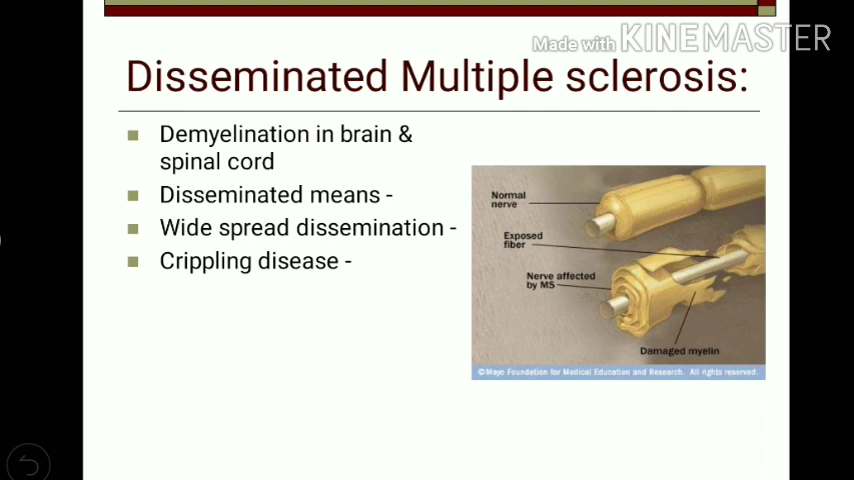 Made with KINEMASTER
Disseminated Multiple sclerosis:
Demyelination in brain &
spinal cord
Disseminated means -
Wide spread dissemination -
Crippling disease -
Normal
nerve
Exposed
fiber
Nerve affected
by MS
Damaged myelin
©Mayo Foundation for Medical Education and Research. All rights reserved.